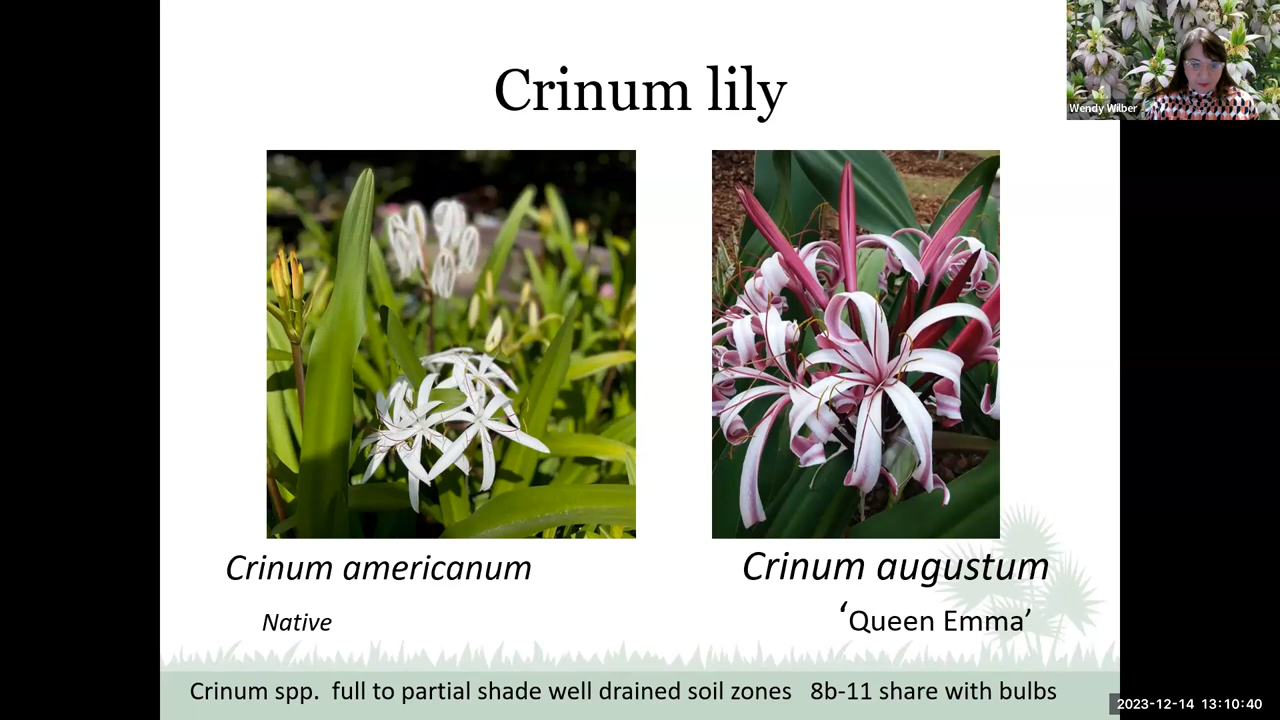 Crinum lily
Wendy Wilber
Crinum americanum
Crinum augustum
Native
‘Queen Emma’
Crinum spp.  full to partial shade well drained soil zones   8b-11 share with bulbs
2023-12-14 13:10:40